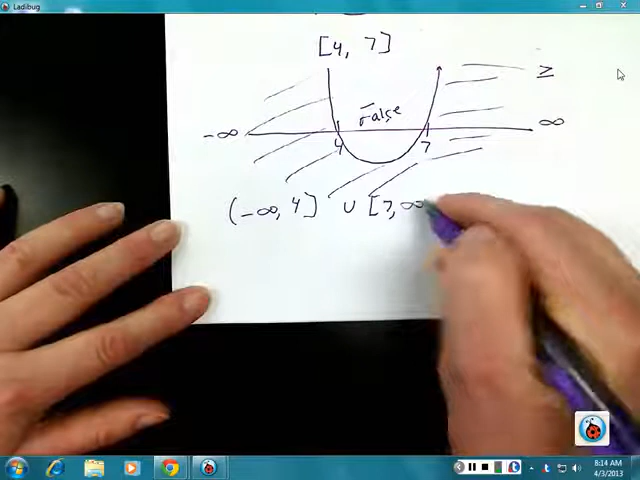 Ladibug
[4, 7]
≥
False
-∞
∞
4
7
(-∞, 4] ∪ [7, ∞
8:14 AM
4/3/2013